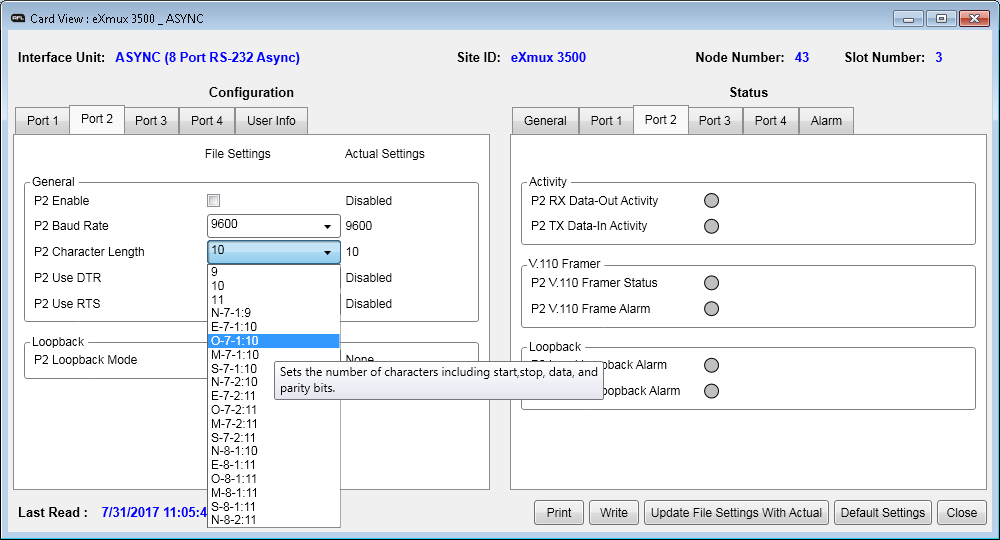 AFL Card View : eXmux 3500 _ ASYNC
Interface Unit: ASYNC (8 Port RS-232 Async) Site ID: eXmux 3500 Node Number: 43 Slot Number: 3
Configuration
Port 1 Port 2 Port 3 Port 4 User Info
File Settings Actual Settings
General
P2 Enable Disabled
P2 Baud Rate 9600 9600
P2 Character Length 10 10
P2 Use DTR Disabled
P2 Use RTS Disabled
9
10
11
N-7-1:9
E-7-1:10
O-7-1:10
M-7-1:10
S-7-1:10
N-7-2:10
E-7-2:11
O-7-2:11
M-7-2:11
S-7-2:11
N-8-1:10
E-8-1:11
O-8-1:11
M-8-1:11
S-8-1:11
N-8-2:11
Loopback
P2 Loopback Mode None
Sets the number of characters including start,stop, data, and
parity bits.
Status
General Port 1 Port 2 Port 3 Port 4 Alarm
Activity
P2 RX Data-Out Activity
P2 TX Data-In Activity
V.110 Framer
P2 V.110 Framer Status
P2 V.110 Frame Alarm
Loopback
Loopback Alarm
Loopback Alarm
Last Read : 7/31/2017 11:05:4
Print Write Update File Settings With Actual Default Settings Close